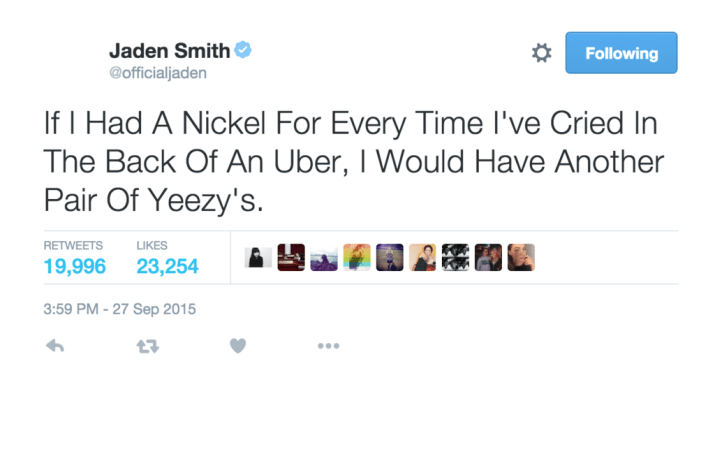 Jaden Smith
Following
@officialjaden
If I Had A Nickel For Every Time I've Cried In
The Back Of An Uber, I Would Have Another
Pair Of Yeezy's.
RETWEETS LIKES
19,996 23,254
3:59 PM - 27 Sep 2015